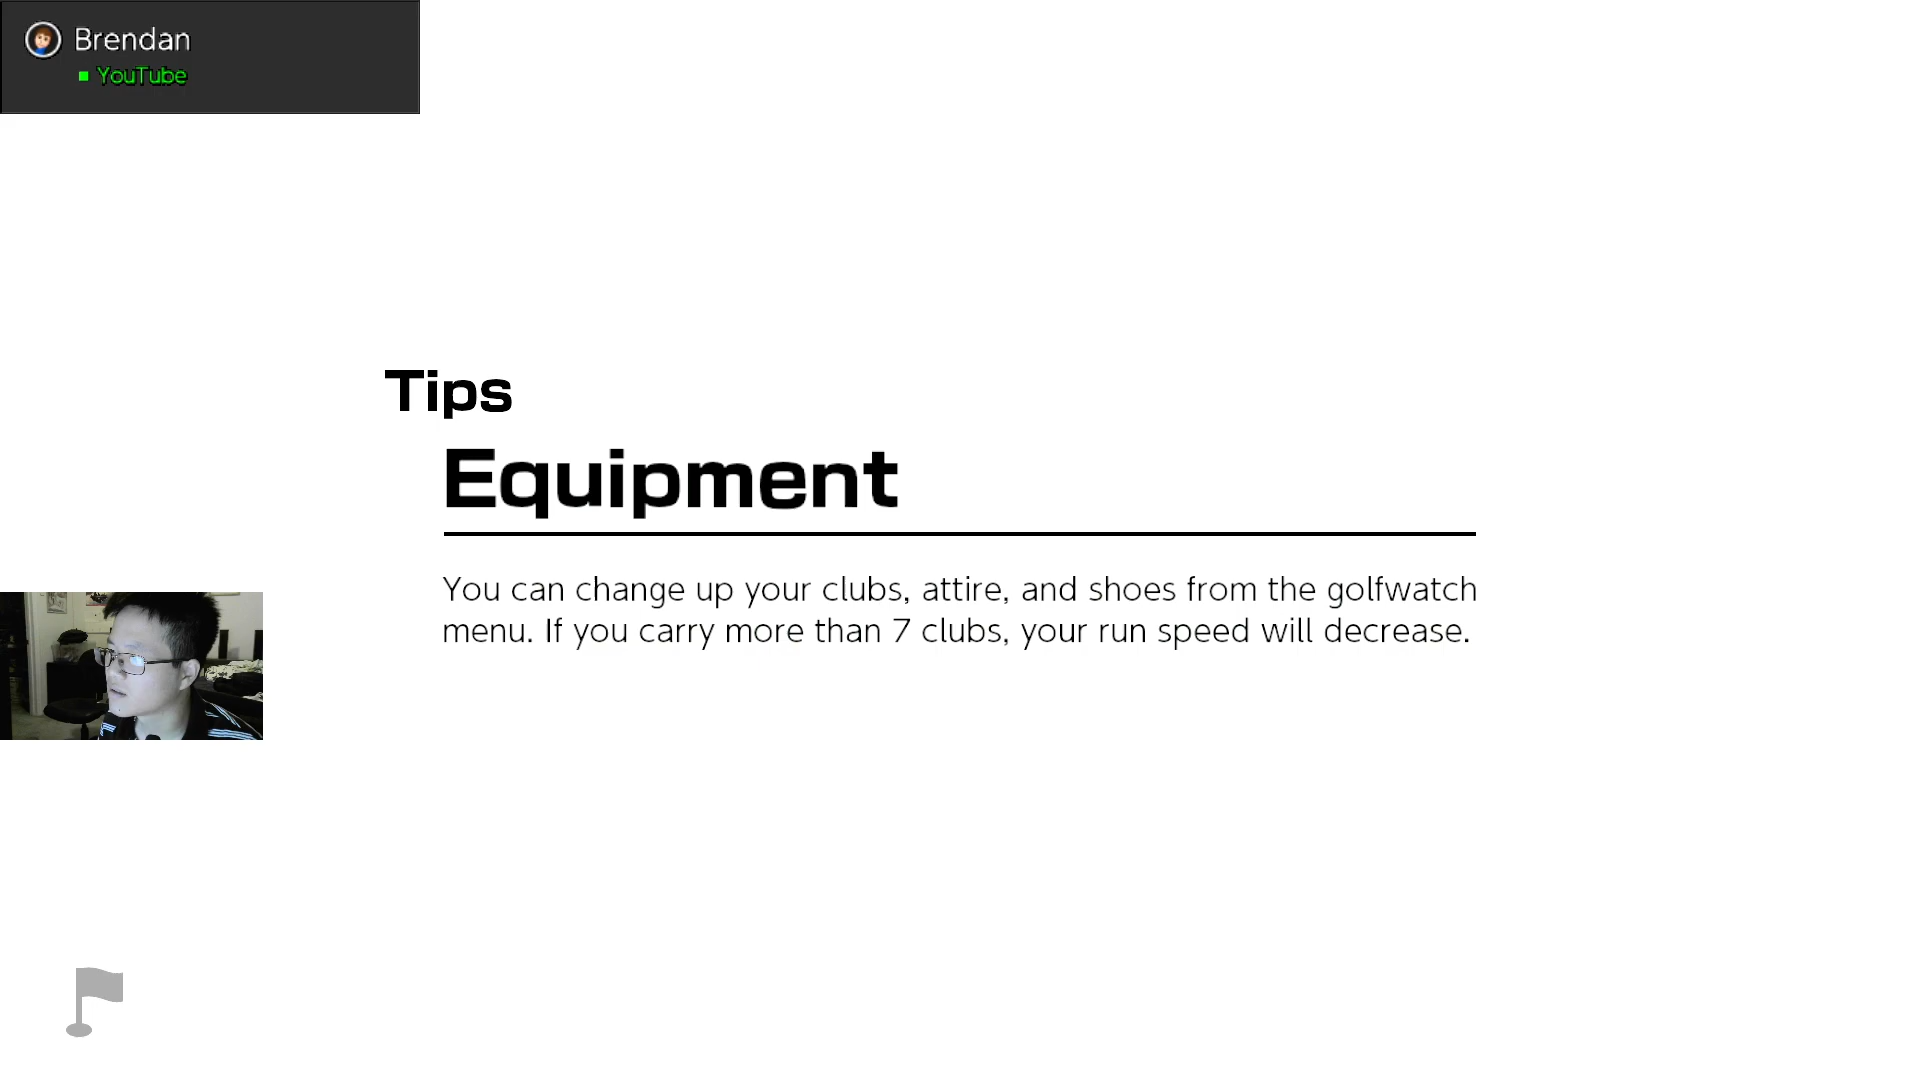 Brendan
YouTube
Tips
Equipment
You can change up your clubs, attire, and shoes from the golfwatch
menu. If you carry more than 7 clubs, your run speed will decrease.